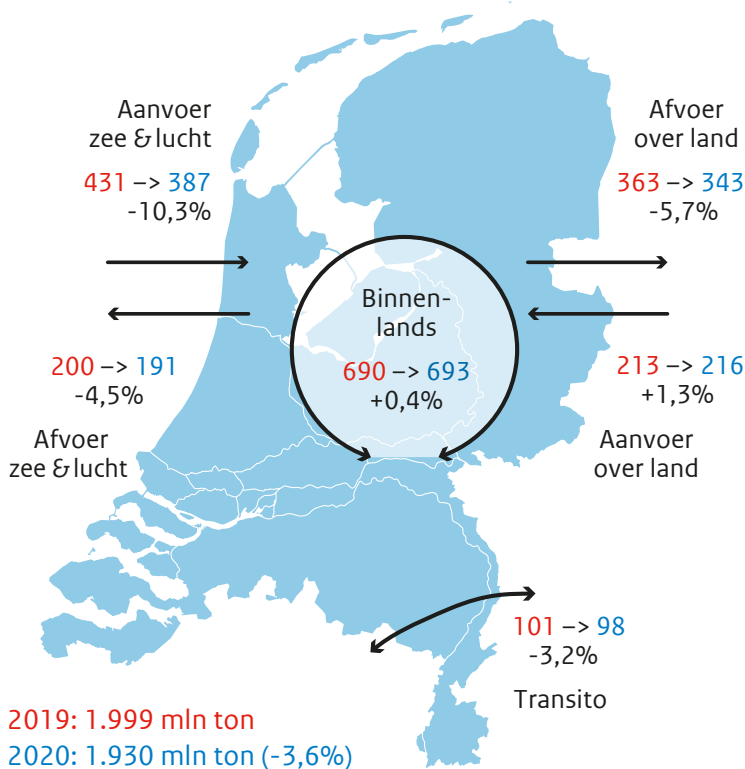 Aanvoer
zee & lucht
431 –> 387
-10,3%
Afvoer
over land
363 –> 343
-5,7%
Binnen-
lands
690 –> 693
+0,4%
200 –> 191
-4,5%
Afvoer
zee & lucht
213 –> 216
+1,3%
Aanvoer
over land
101 –> 98
-3,2%
Transito
2019: 1.999 mln ton
2020: 1.930 mln ton (-3,6%)